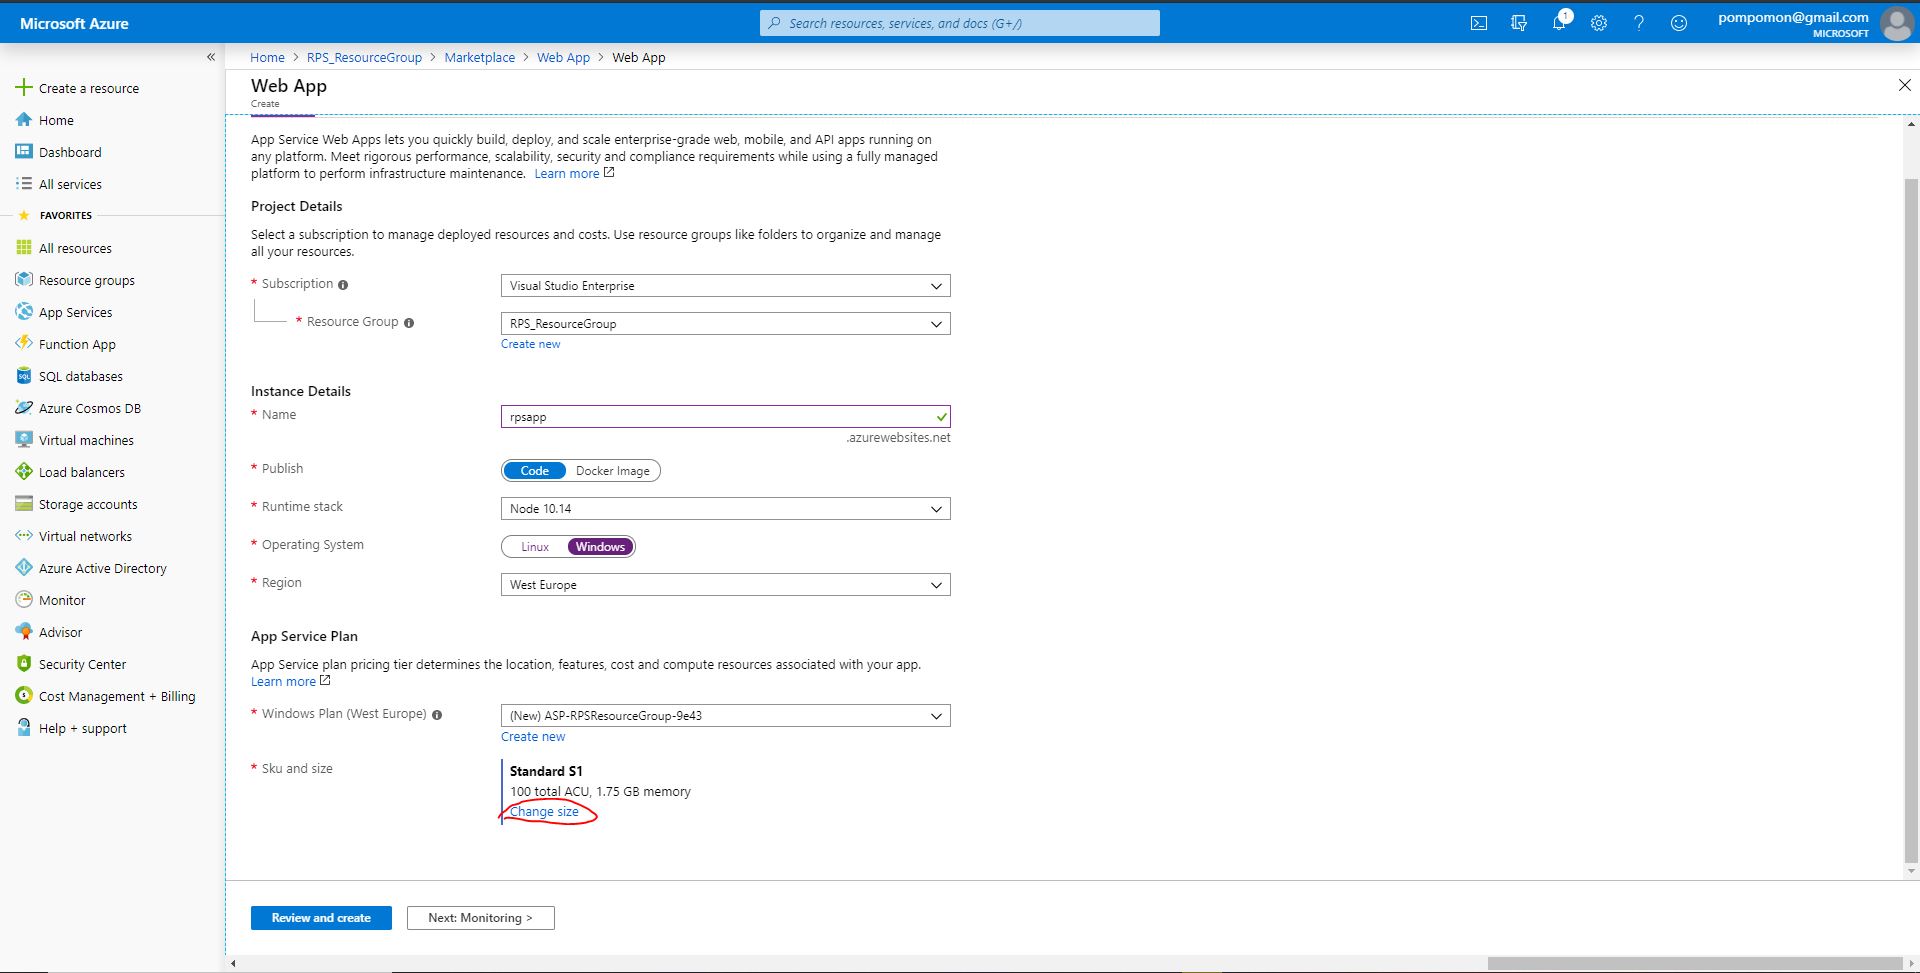 Microsoft Azure
Search resources, services, and docs (G+/)
1
pompomon@gmail.com
MICROSOFT
«
Home > RPS_ResourceGroup > Marketplace > Web App > Web App
Create a resource
Home
Dashboard
All services
FAVORITES
All resources
Resource groups
App Services
Function App
SQL databases
Azure Cosmos DB
Virtual machines
Load balancers
Storage accounts
Virtual networks
Azure Active Directory
Monitor
Advisor
Security Center
Cost Management + Billing
Help + support
Web App
Create
App Service Web Apps lets you quickly build, deploy, and scale enterprise-grade web, mobile, and API apps running on
any platform. Meet rigorous performance, scalability, security and compliance requirements while using a fully managed
platform to perform infrastructure maintenance. Learn more
Project Details
Select a subscription to manage deployed resources and costs. Use resource groups like folders to organize and manage
all your resources.
* Subscription
Visual Studio Enterprise
* Resource Group
RPS_ResourceGroup
Create new
Instance Details
* Name
rpsapp
.azurewebsites.net
* Publish
Code Docker Image
* Runtime stack
Node 10.14
* Operating System
Linux Windows
* Region
West Europe
App Service Plan
App Service plan pricing tier determines the location, features, cost and compute resources associated with your app.
Learn more
* Windows Plan (West Europe)
(New) ASP-RPSResourceGroup-9e43
Create new
* Sku and size
Standard S1
100 total ACU, 1.75 GB memory
Change size
Review and create
Next: Monitoring >